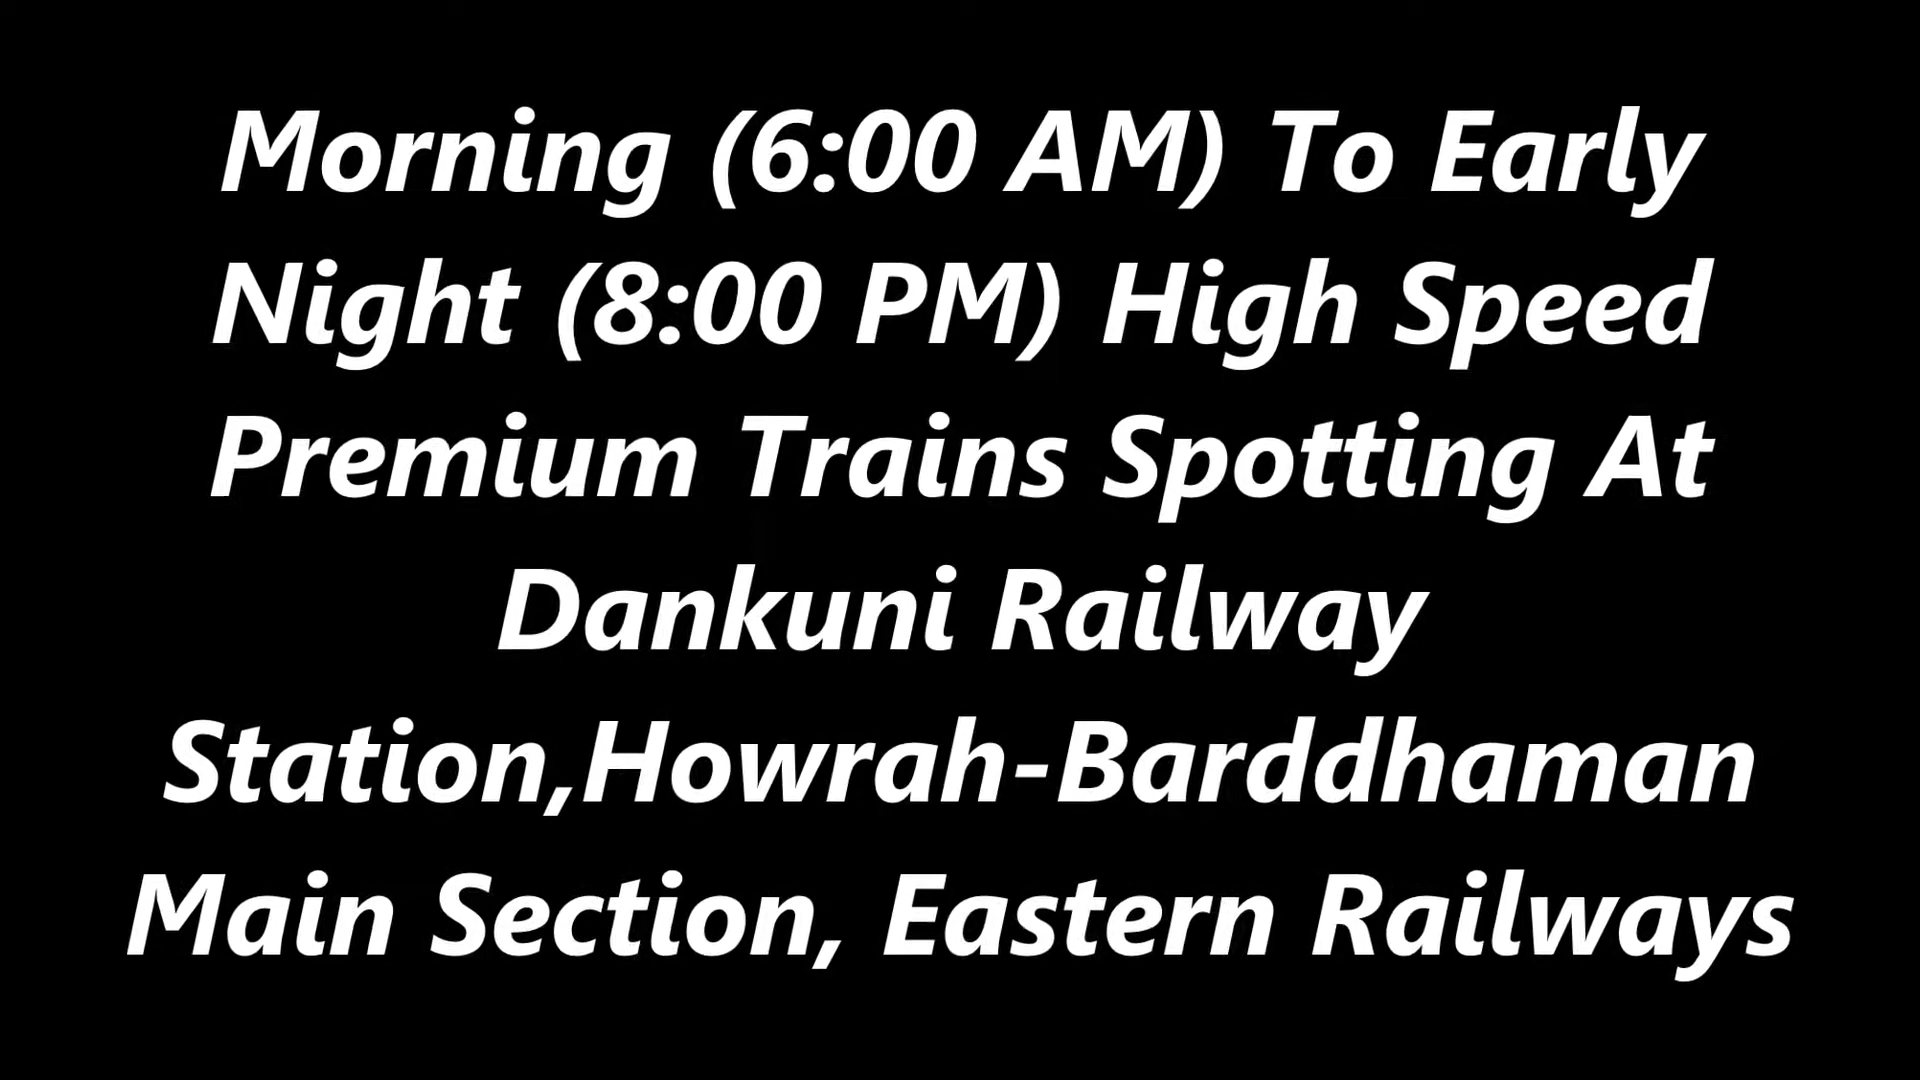 Morning (6:00 AM) To Early
Night (8:00 PM) High Speed
Premium Trains Spotting At
Dankuni Railway
Station,Howrah-Barddhaman
Main Section, Eastern Railways